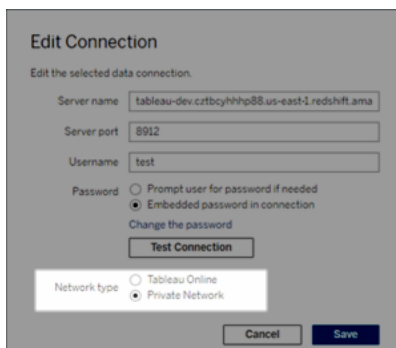 Edit Connection
Edit the selected data connection.
Server name tableau-dev.cztbcyhhhp88.us-east-1.redshift.ama
Server port 8912
Username test
Password Prompt user for password if needed
Embedded password in connection
Change the password
Test Connection
Network type Tableau Online
Private Network
Cancel Save